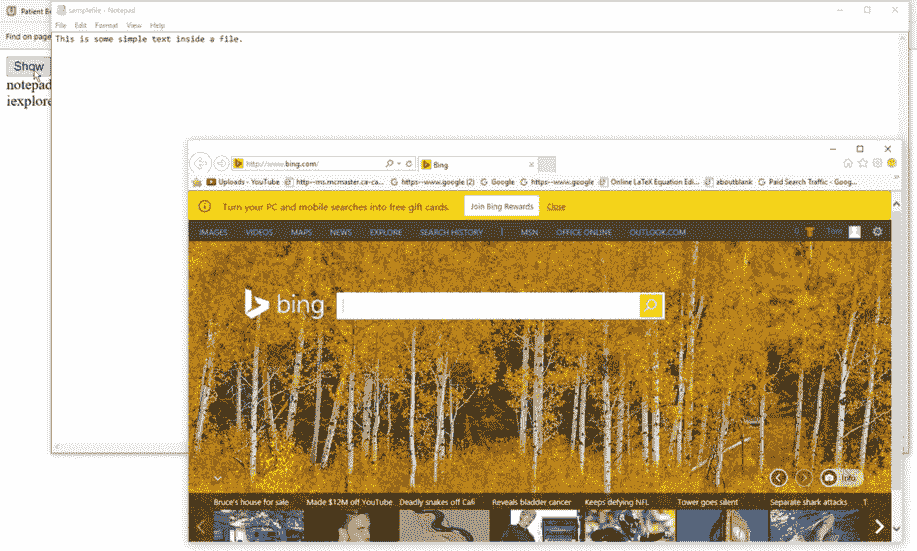 Patient Be
Find on page
Show
notepad
iexplore
samplefile - Notepad
File Edit Format View Help
This is some simple text inside a file.
http://www.bing.com/
Bing
Uploads - YouTube http--ms.mcmaster.ca-ca... https--www.google (2) Google https--www.google Online LaTeX Equation Edi... aboutblank Paid Search Traffic - Goog...
Turn your PC and mobile searches into free gift cards. Join Bing Rewards Close
IMAGES VIDEOS MAPS NEWS EXPLORE SEARCH HISTORY | MSN OFFICE ONLINE OUTLOOK.COM 0 Tom
bing
Info
Bruce's house for sale Made $12M off YouTube Deadly snakes off Cali Reveals bladder cancer Keeps defying NFL Tower goes silent Separate shark attacks T